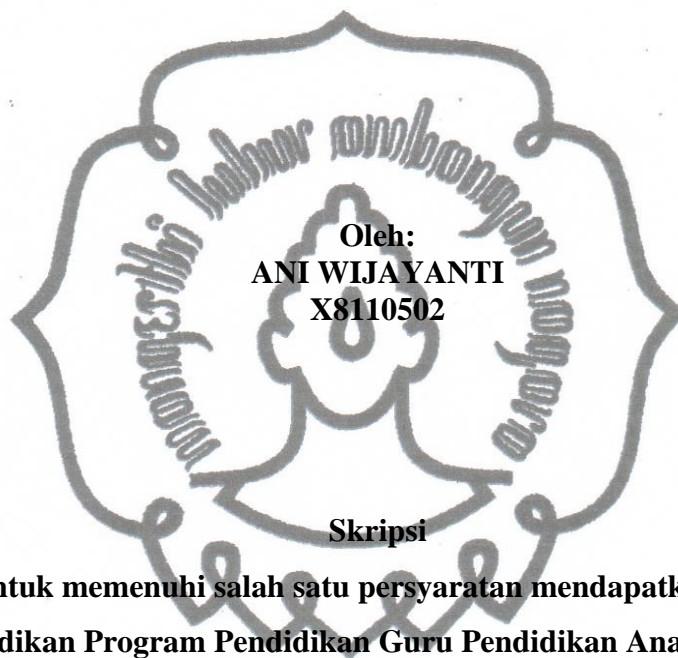 Oleh:
ANI WIJAYANTI
X8110502
Skripsi
ntuk memenuhi salah satu persyaratan mendapatk
dikan Program Pendidikan Guru Pendidikan Ana